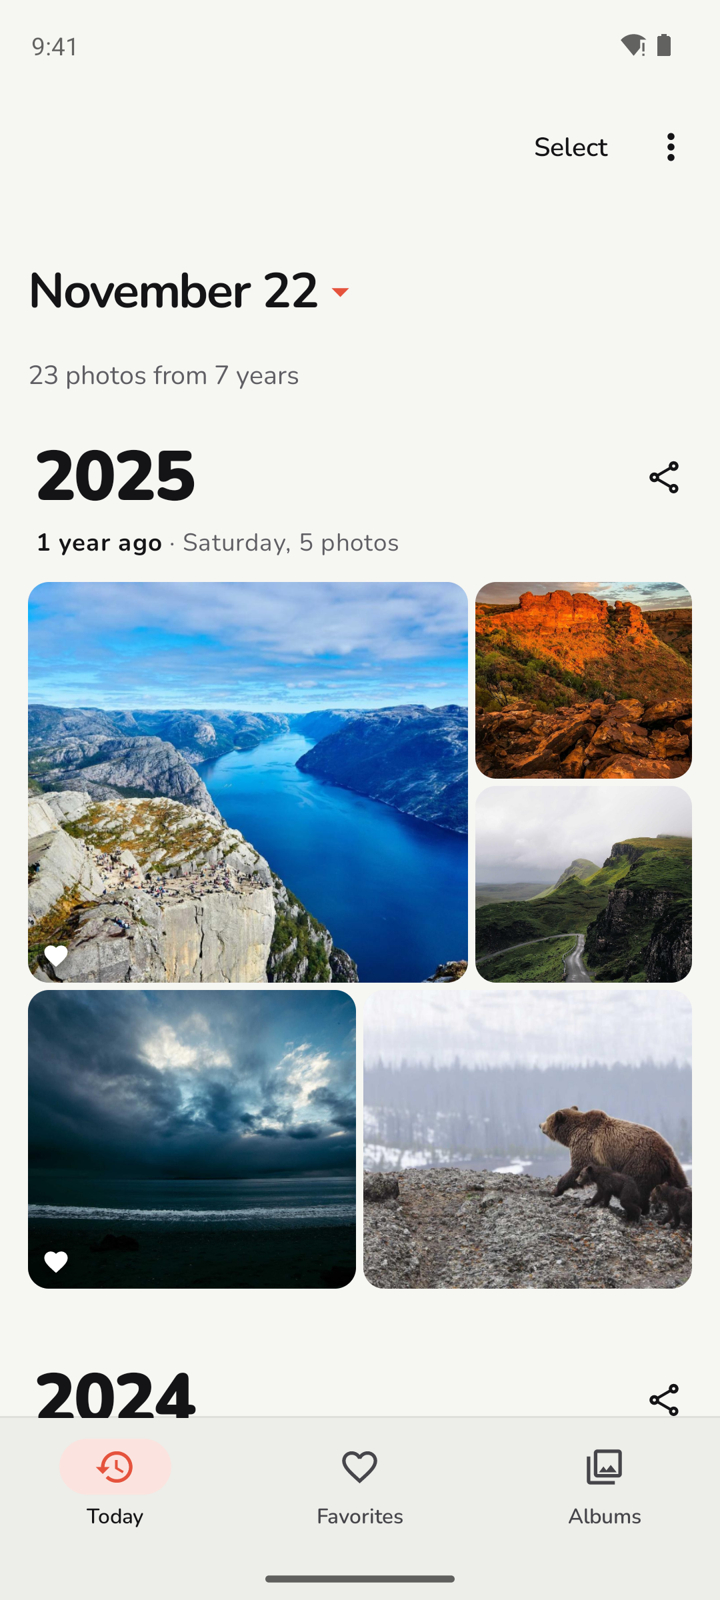 9:41
Select
November 22
23 photos from 7 years
2025
1 year ago · Saturday, 5 photos
2024
Today
Favorites
Albums